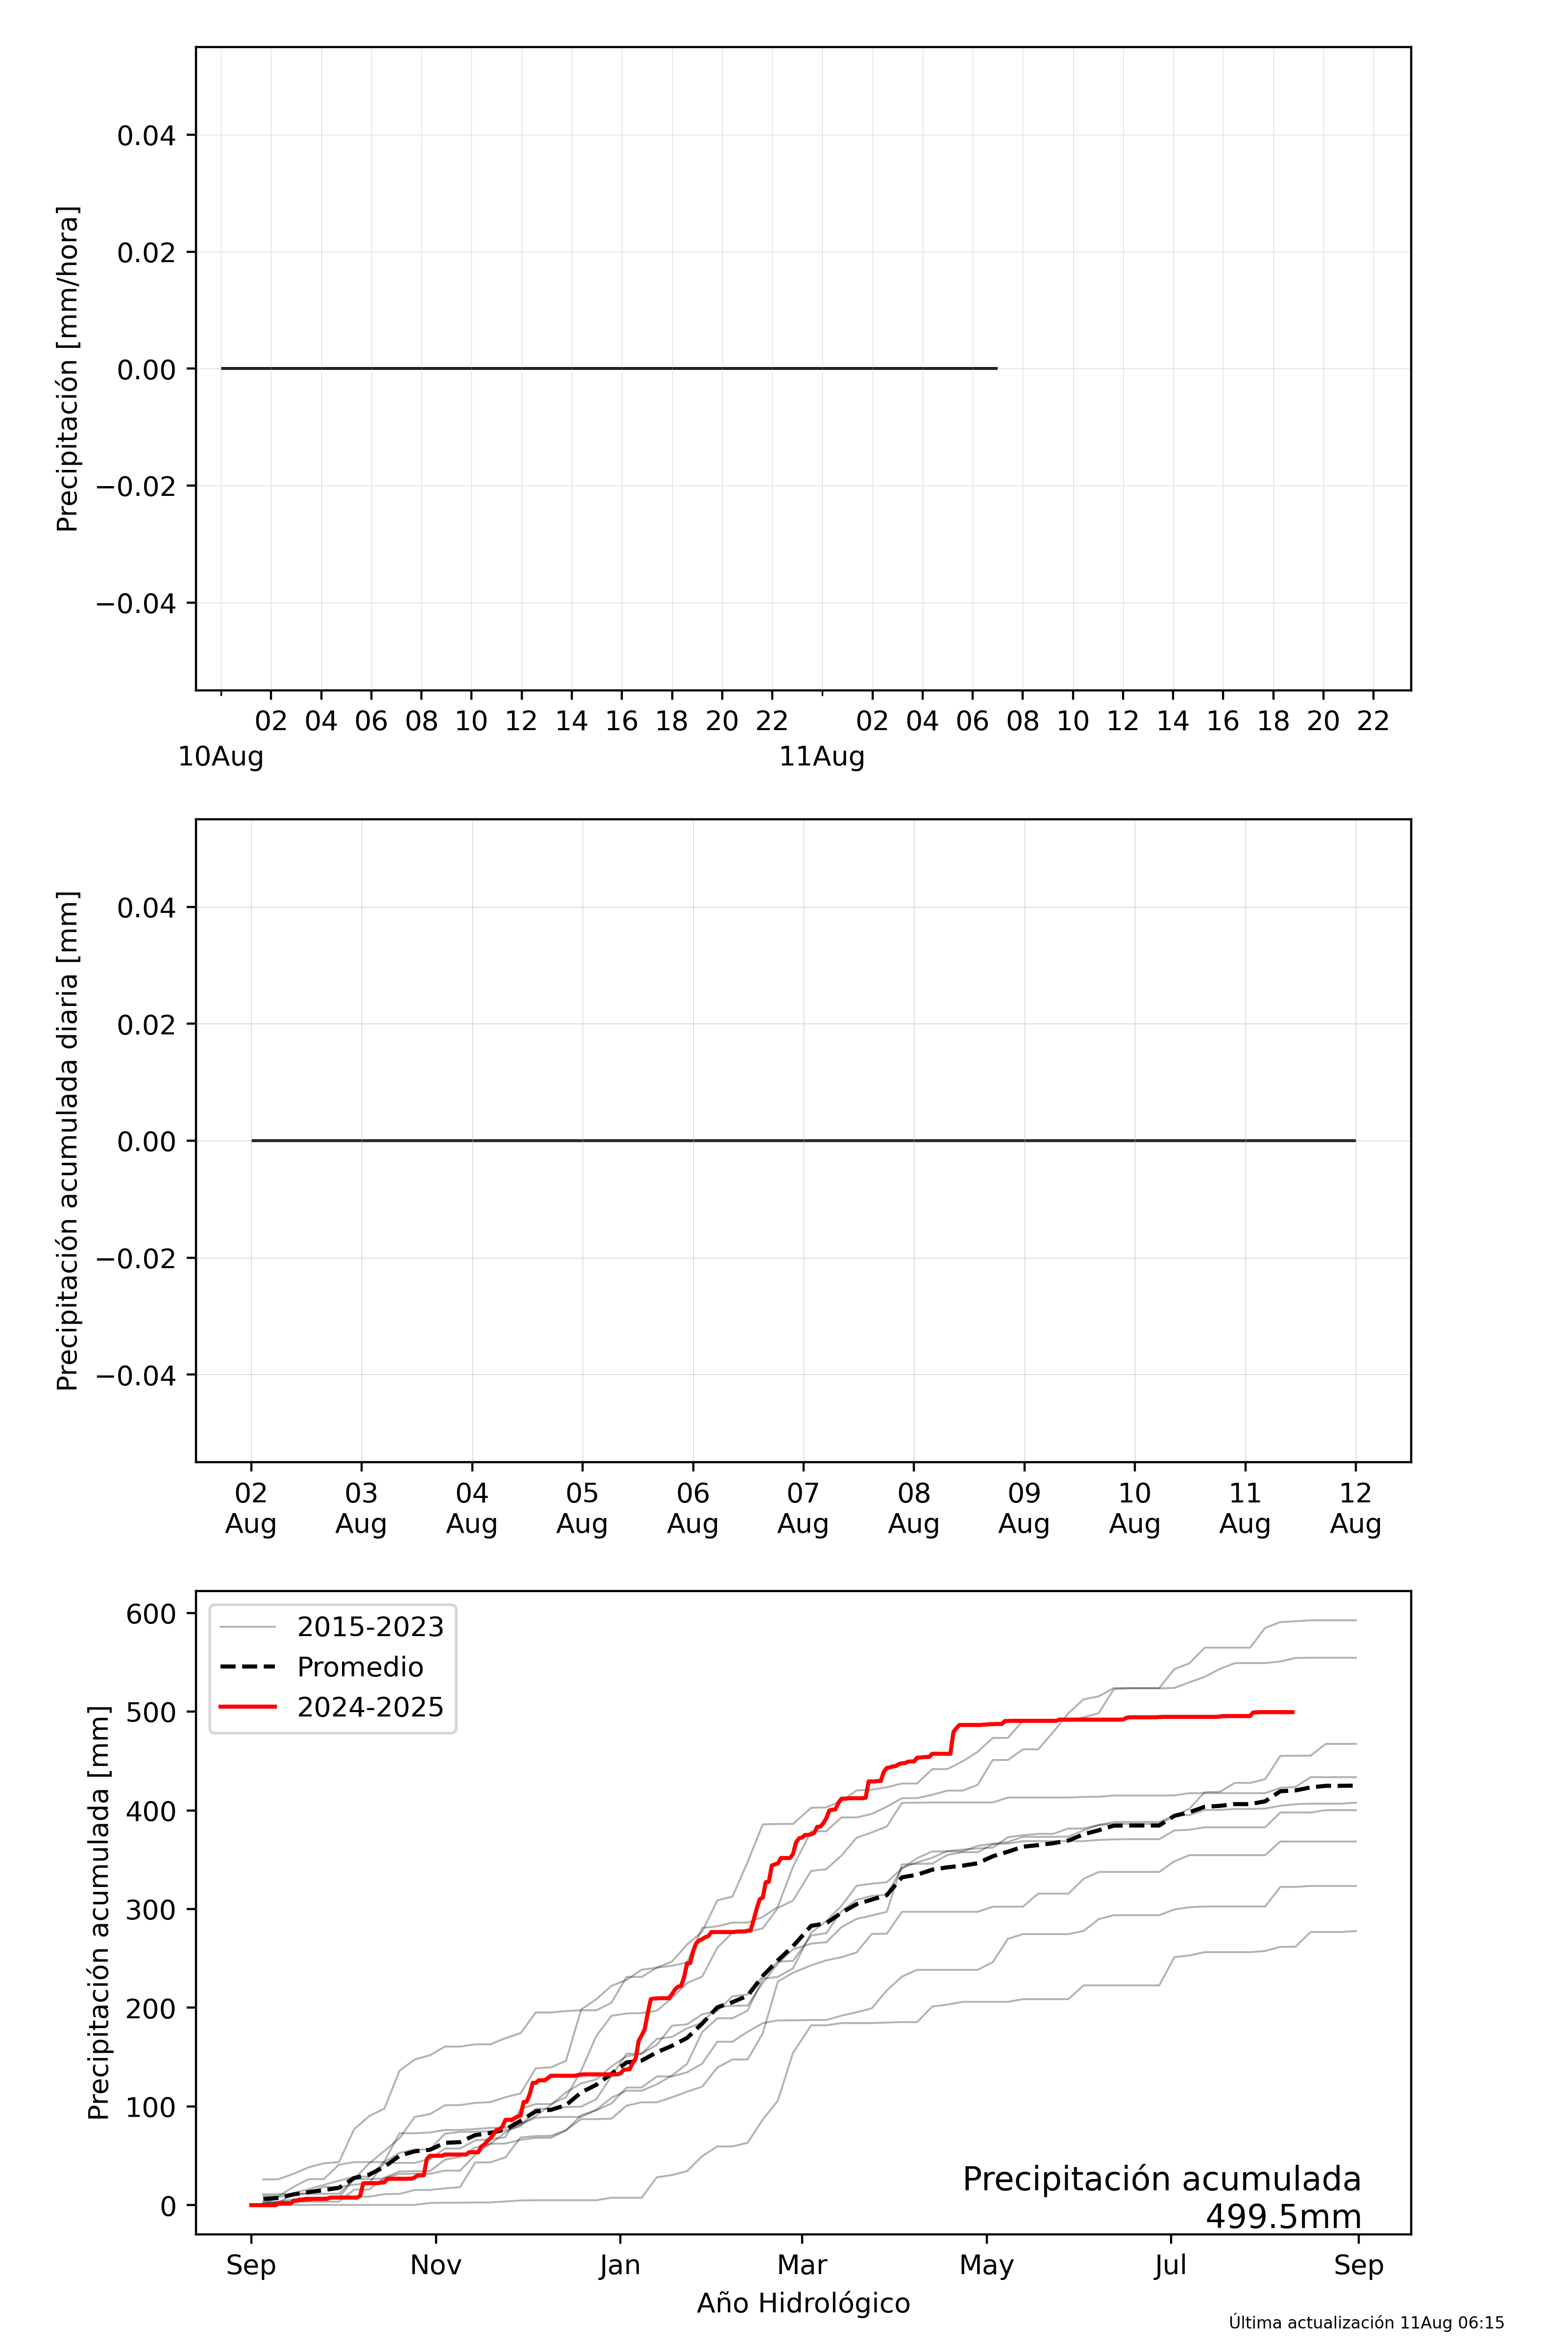 Precipitación [mm/hora]
0.04
0.02
0.00
−0.02
−0.04
02 04 06 08 10 12 14 16 18 20 22 02 04 06 08 10 12 14 16 18 20 22
10Aug 11Aug
Precipitación acumulada diaria [mm]
0.04
0.02
0.00
−0.02
−0.04
02 03 04 05 06 07 08 09 10 11 12
Aug Aug Aug Aug Aug Aug Aug Aug Aug Aug Aug
Precipitación acumulada [mm]
600
500
400
300
200
100
0
2015-2023
Promedio
2024-2025
Precipitación acumulada
499.5mm
Sep Nov Jan Mar May Jul Sep
Año Hidrológico
Última actualización 11Aug 06:15